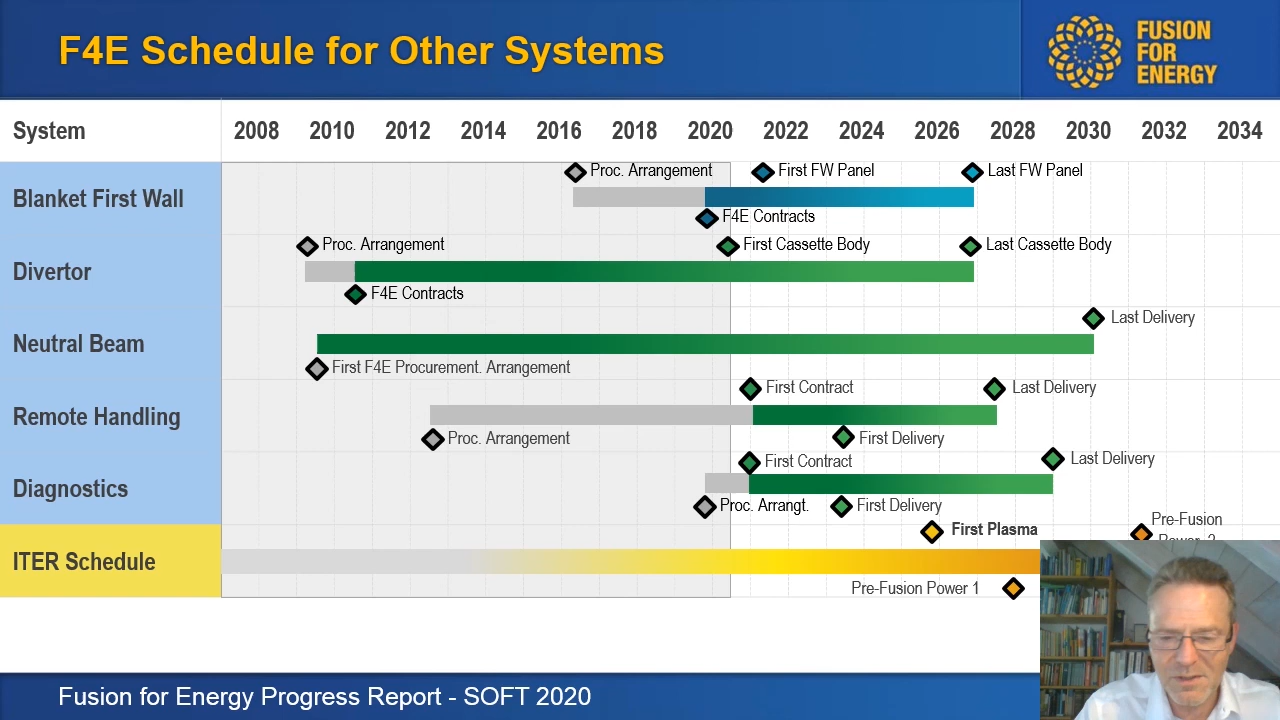 F4E Schedule for Other Systems
FUSION
FOR
ENERGY
System 2008 2010 2012 2014 2016 2018 2020 2022 2024 2026 2028 2030 2032 2034
Proc. Arrangement First FW Panel Last FW Panel
Blanket First Wall
F4E Contracts
Proc. Arrangement First Cassette Body Last Cassette Body
Divertor
F4E Contracts
Last Delivery
Neutral Beam
First F4E Procurement. Arrangement
First Contract Last Delivery
Remote Handling
Proc. Arrangement First Delivery
First Contract Last Delivery
Diagnostics
Proc. Arrangt. First Delivery
First Plasma Pre-Fusion
Power 2
ITER Schedule
Pre-Fusion Power 1
Fusion for Energy Progress Report - SOFT 2020